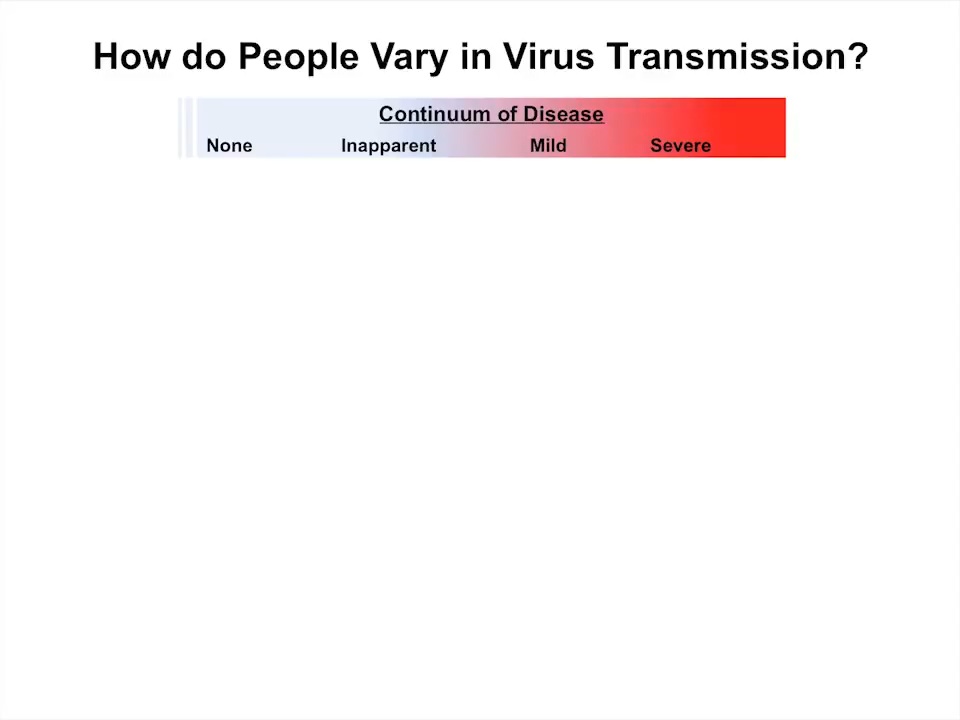 How do People Vary in Virus Transmission?
Continuum of Disease
None Inapparent Mild Severe